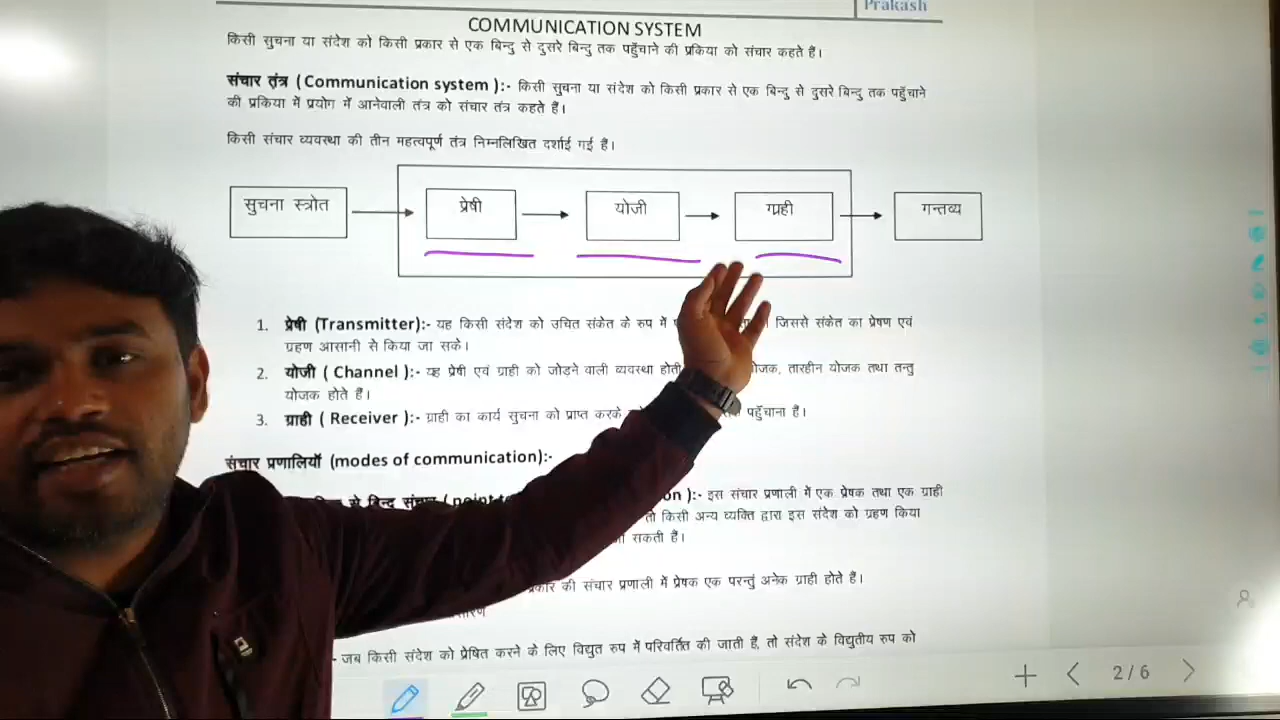 Prakash
COMMUNICATION SYSTEM
किसी सुचना या संदेश को किसी प्रकार से एक बिन्दु से दुसरे बिन्दु तक पहुँचाने की प्रकिया को संचार कहते हैं।
संचार तंत्र ( Communication system ):- किसी सुचना या संदेश को किसी प्रकार से एक बिन्दु से दुसरे बिन्दु तक पहुँचाने
की प्रकिया में प्रयोग में आनेवाली तंत्र को संचार तंत्र कहते हैं।
किसी संचार व्यवस्था की तीन महत्वपूर्ण तंत्र निम्नलिखित दर्शाई गई हैं।
सुचना स्त्रोत प्रेषी योजी ग्राही गन्तव्य
1. प्रेषी (Transmitter):- यह किसी संदेश को उचित संकेत के रुप में जिससे संकेत का प्रेषण एवं
ग्रहण आसानी से किया जा सके।
2. योजी ( Channel ):- यह प्रेषी एवं ग्राही को जोड़ने वाली व्यवस्था होती योजक, तारहीन योजक तथा तन्तु
योजक होते हैं।
3. ग्राही ( Receiver ):- ग्राही का कार्य सुचना को प्राप्त करके पहुँचाना हैं।
संचार प्रणालियाँ (modes of communication):-
से बिन्दु संचार ( point ):- इस संचार प्रणाली में एक प्रेषक तथा एक ग्राही
तो किसी अन्य व्यक्ति द्वारा इस संदेश को ग्रहण किया
सकती हैं।
प्रकार की संचार प्रणाली में प्रेषक एक परन्तुं अनेक ग्राही होते हैं।
- जब किसी संदेश को प्रेषित करने के लिए विद्युत रुप में परिवर्तित की जाती हैं, तो संदेश के विद्युतीय रुप को
2/6